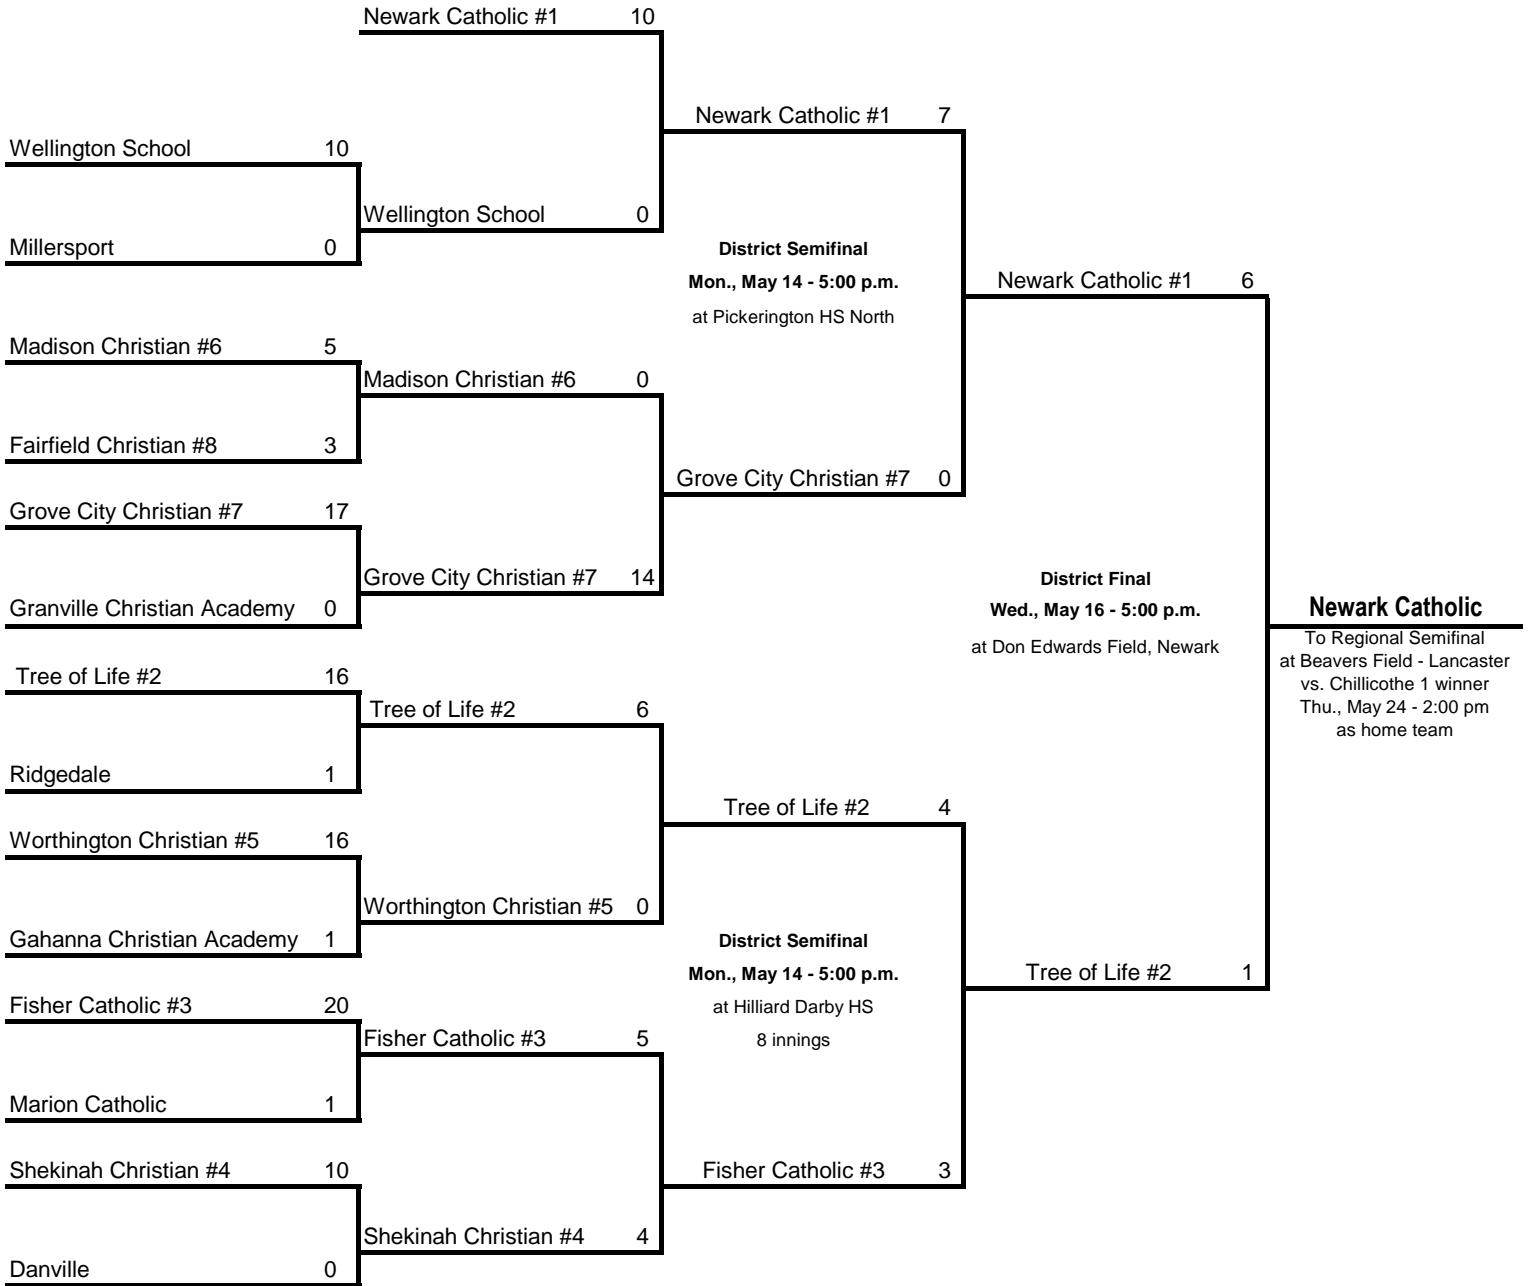 Newark Catholic #1 10
Wellington School 10
Millersport 0
Wellington School 0
Newark Catholic #1 7
District Semifinal
Mon., May 14 - 5:00 p.m.
at Pickerington HS North
Madison Christian #6 5
Fairfield Christian #8 3
Madison Christian #6 0
Grove City Christian #7 17
Granville Christian Academy 0
Grove City Christian #7 14
Grove City Christian #7 0
Newark Catholic #1 6
District Final
Wed., May 16 - 5:00 p.m.
at Don Edwards Field, Newark
Newark Catholic
To Regional Semifinal
at Beavers Field - Lancaster
vs. Chillicothe 1 winner
Thu., May 24 - 2:00 pm
as home team
Tree of Life #2 16
Ridgedale 1
Tree of Life #2 6
Worthington Christian #5 16
Gahanna Christian Academy 1
Worthington Christian #5 0
Tree of Life #2 4
District Semifinal
Mon., May 14 - 5:00 p.m.
at Hilliard Darby HS
8 innings
Tree of Life #2 1
Fisher Catholic #3 20
Marion Catholic 1
Fisher Catholic #3 5
Shekinah Christian #4 10
Danville 0
Shekinah Christian #4 4
Fisher Catholic #3 3